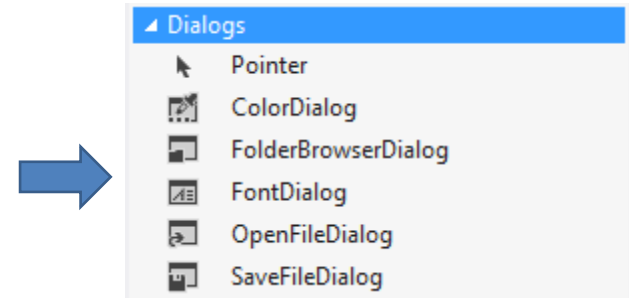 Dialogs
Pointer
ColorDialog
FolderBrowserDialog
FontDialog
OpenFileDialog
SaveFileDialog